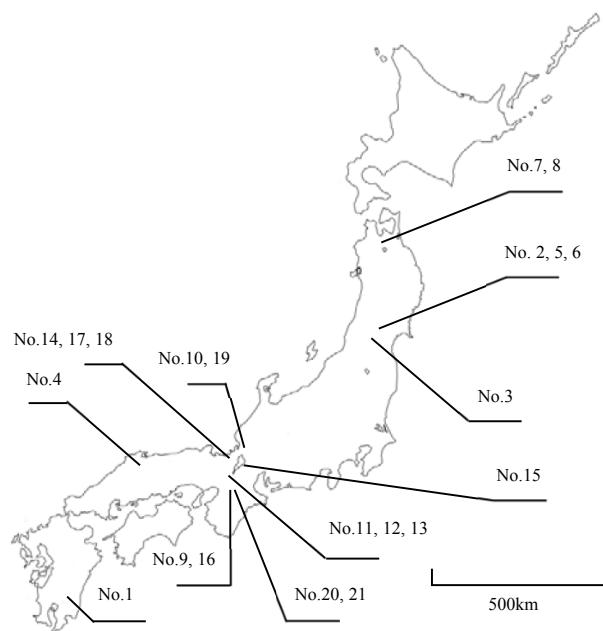 No.7, 8
No. 2, 5, 6
No.14, 17, 18
No.10, 19
No.4
No.3
No.15
No.11, 12, 13
No.9, 16
No.1
No.20, 21
500km